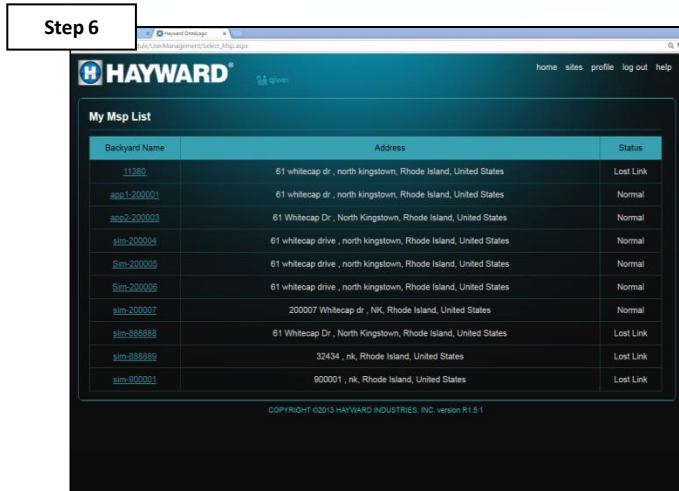 Step 6
Hayward OmniLogic
ule/UserManagement/Select_Msp.aspx
H HAYWARD®
qiwei
home sites profile log out help
My Msp List
Backyard Name Address Status
11380 61 whitecap dr , north kingstown, Rhode Island, United States Lost Link
app1-200001 61 whitecap dr , north kingstown, Rhode Island, United States Normal
app2-200003 61 Whitecap Dr , North Kingstown, Rhode Island, United States Normal
sim-200004 61 whitecap drive , north kingstown, Rhode Island, United States Normal
Sim-200005 61 whitecap drive , north kingstown, Rhode Island, United States Normal
Sim-200006 61 whitecap drive , north kingstown, Rhode Island, United States Normal
sim-200007 200007 Whitecap dr , NK, Rhode Island, United States Normal
sim-888888 61 Whitecap Dr , North Kingstown, Rhode Island, United States Lost Link
sim-888889 32434 , nk, Rhode Island, United States Lost Link
sim-900001 900001 , nk, Rhode Island, United States Lost Link
COPYRIGHT ©2013 HAYWARD INDUSTRIES, INC. version R1.5.1